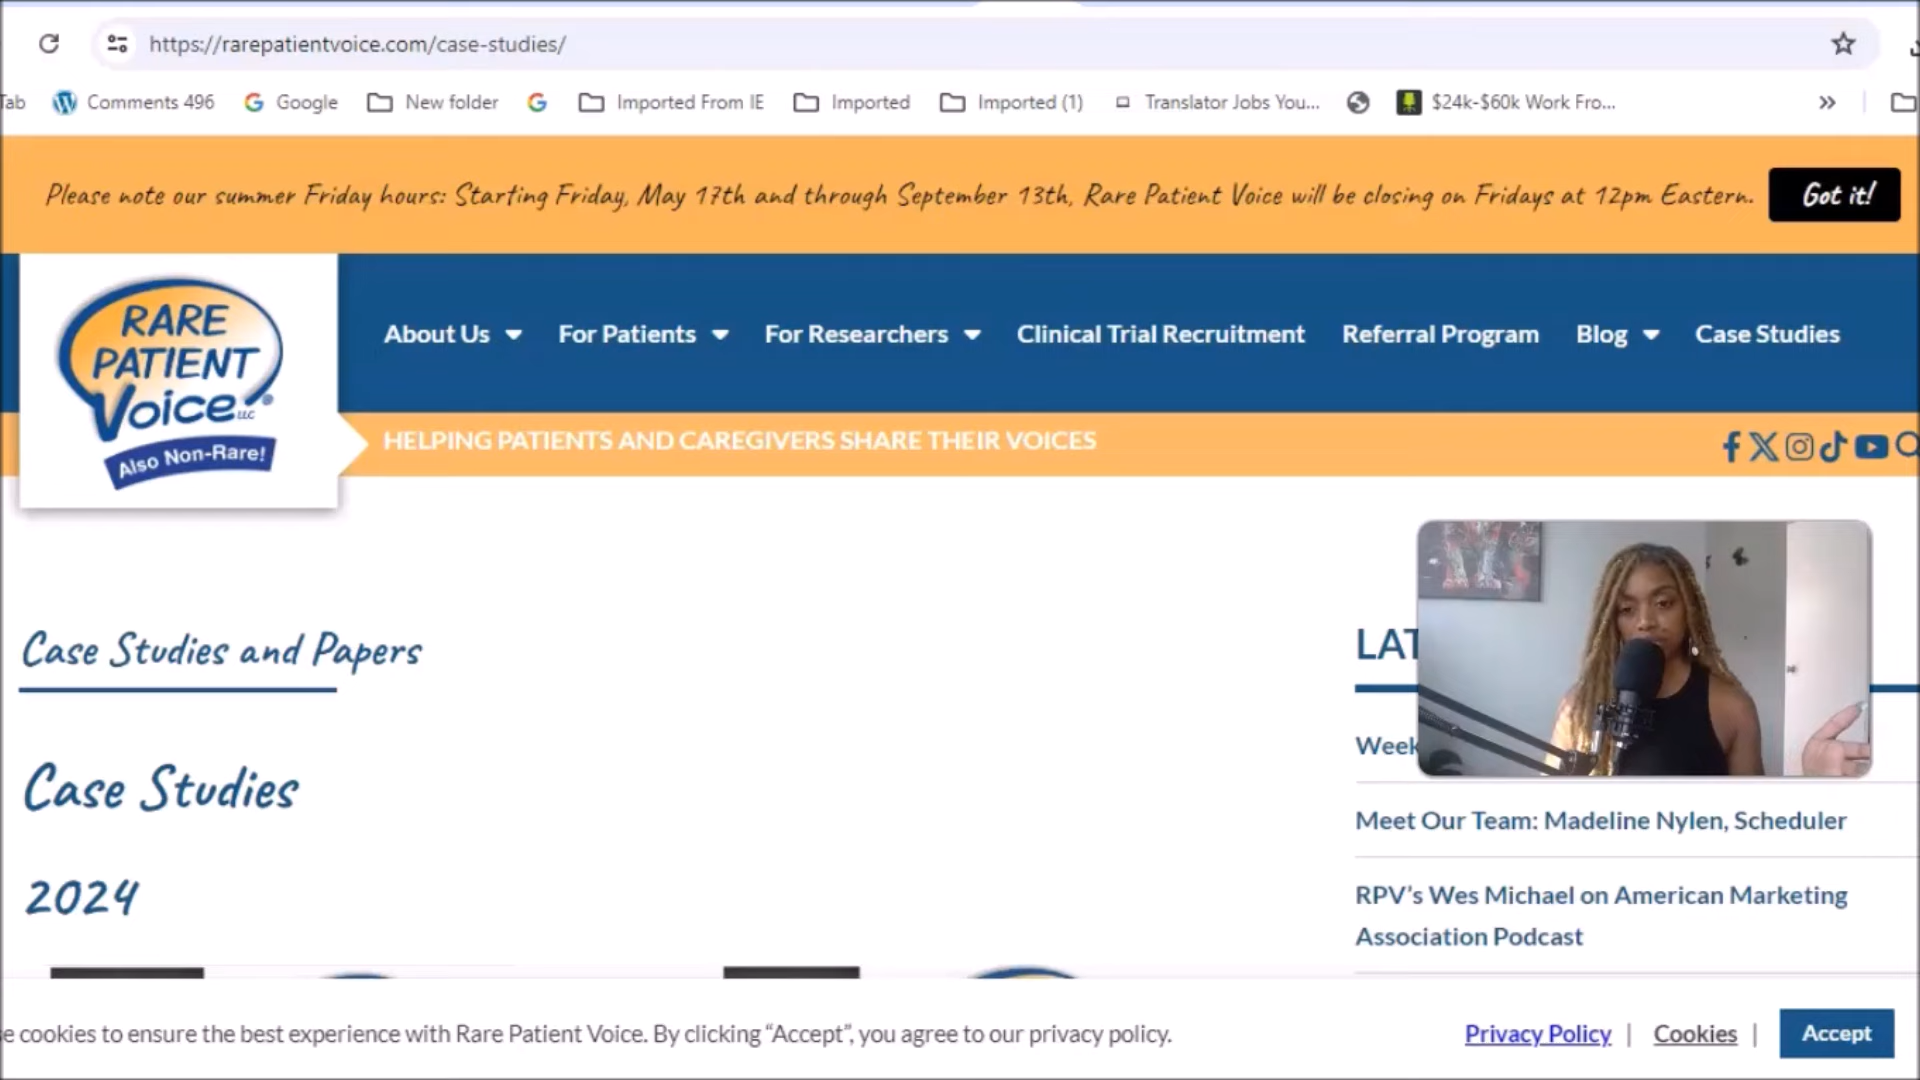 https://rarepatientvoice.com/case-studies/
Tab Comments 496 Google New folder Imported From IE Imported Imported (1) Translator Jobs You... $24k-$60k Work Fro... »
Please note our summer Friday hours: Starting Friday, May 17th and through September 13th, Rare Patient Voice will be closing on Fridays at 12pm Eastern. Got it!
RARE
PATIENT
Voice LLC
Also Non-Rare!
About Us For Patients For Researchers Clinical Trial Recruitment Referral Program Blog Case Studies
HELPING PATIENTS AND CAREGIVERS SHARE THEIR VOICES
Case Studies and Papers
Case Studies
2024
LAT
Week
Meet Our Team: Madeline Nylen, Scheduler
RPV’s Wes Michael on American Marketing
Association Podcast
e cookies to ensure the best experience with Rare Patient Voice. By clicking “Accept”, you agree to our privacy policy. Privacy Policy | Cookies | Accept